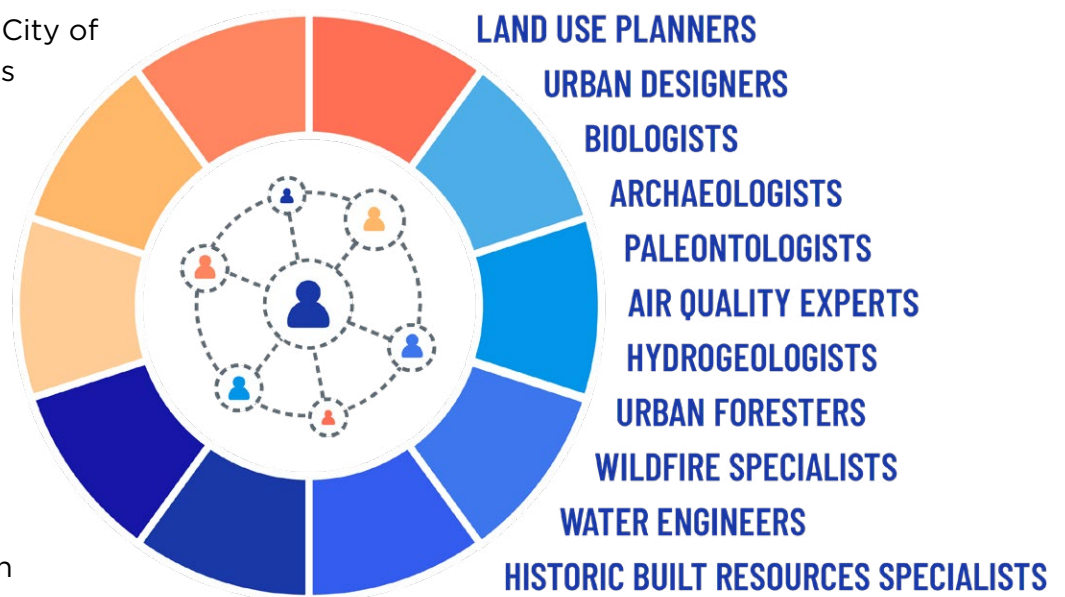 City of
s
n
LAND USE PLANNERS
URBAN DESIGNERS
BIOLOGISTS
ARCHAEOLOGISTS
PALEONTOLOGISTS
AIR QUALITY EXPERTS
HYDROGEOLOGISTS
URBAN FORESTERS
WILDFIRE SPECIALISTS
WATER ENGINEERS
HISTORIC BUILT RESOURCES SPECIALISTS